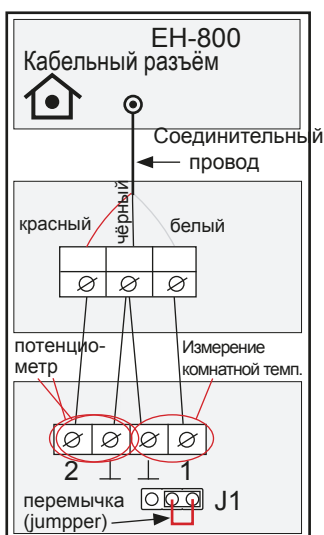 EH-800
Кабельный разъём
Соединительный
провод
красный
чёрный
белый
потенцио-
метр
Измерение
комнатной темп.
2
1
перемычка
(jumpper)
J1